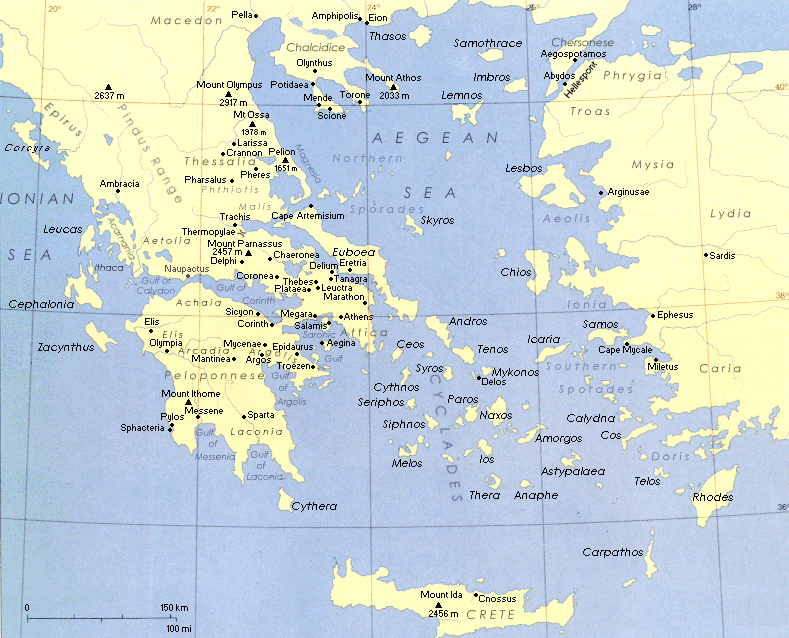 20°
22°
24°
26°
Macedon
Pella
Amphipolis
Eion
Thasos
Samothrace
Chersonese
Aegospotamos
Chalcidice
Olynthus
Imbros
Abydos
Hellespont
Phrygia
40°
Mount Olympus
2917 m
2637 m
Potidaea
Mount Athos
2033 m
Mende
Torone
Scione
Lemnos
Troas
Epirus
Pindus Range
Mt Ossa
1978 m
AEGEAN
SEA
Corcyra
Larissa
Crannon
Pelion
1651 m
Magnesia
Thessalia
Pheres
Northern
Sporades
Lesbos
Mysia
Ambracia
Pharsalus
Phthiotis
Arginusae
IONIAN
SEA
Malis
Cape Artemisium
Skyros
Aeolis
Lydia
Leucas
Acarnania
Trachis
Thermopylae
Aetolia
Mount Parnassus
2457 m
Delphi
Chaeronea
Euboea
Eretria
Sardis
Ithaca
Naupactus
Coronea
Delium
Tanagra
Chios
Gulf of
Calydon
Gulf of
Corinth
Thebes
Plataea
Leuctra
Marathon
Cephalonia
Achaia
Ionia
38°
Sicyon
Megara
Athens
Andros
Samos
Ephesus
Elis
Corinth
Salamis
Attica
Zacynthus
Elis
Olympia
Arcadia
Mycenae
Epidaurus
Saronic
Gulf
Aegina
Ceos
Tenos
Icaria
Cape Mycale
Mantinea
Argos
Argolis
Troezen
Miletus
Peloponnese
Gulf
of
Argolis
Syros
Mykonos
Delos
Southern
Sporades
Caria
Mount Ithome
Messene
Cythnos
Seriphos
Paros
CYCLADES
Pylos
Sphacteria
Sparta
Siphnos
Naxos
Calydna
Laconia
Gulf
of
Messenia
Gulf
of
Laconia
Amorgos
Cos
Melos
Ios
Doris
Astypalaea
Telos
Thera
Anaphe
Rhodes
Cythera
36°
Carpathos
Mount Ida
2456 m
Cnossus
CRETE
0
150 km
100 mi